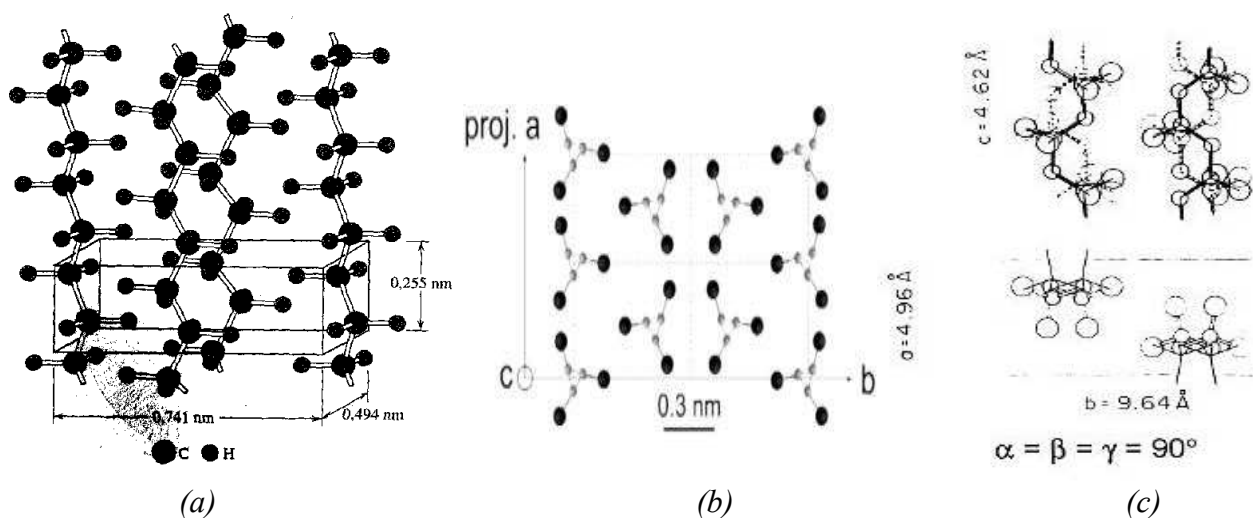 0,255 nm
0,741 nm
0,494 nm
C H
(a)
proj. a
c
b
0.3 nm
(b)
c = 4.62 Å
a = 4.96 Å
b = 9.64 Å
α = β = γ = 90°
(c)